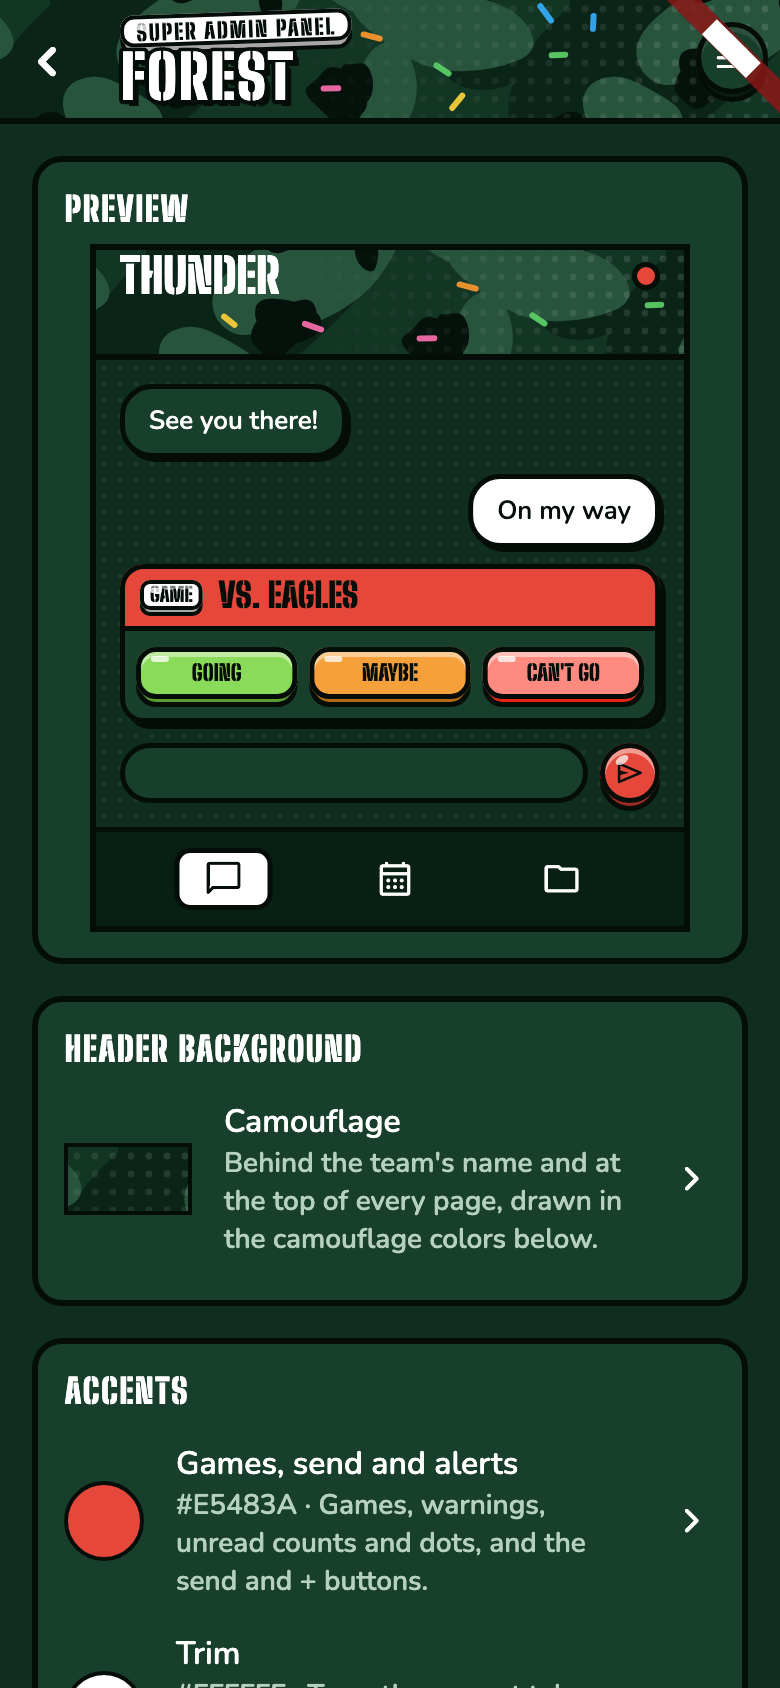 SUPER ADMIN PANEL
FOREST
PREVIEW
THUNDER
See you there!
On my way
GAME VS. EAGLES
GOING MAYBE CAN'T GO
HEADER BACKGROUND
Camouflage
Behind the team's name and at
the top of every page, drawn in
the camouflage colors below.
ACCENTS
Games, send and alerts
#E5483A · Games, warnings,
unread counts and dots, and the
send and + buttons.
Trim